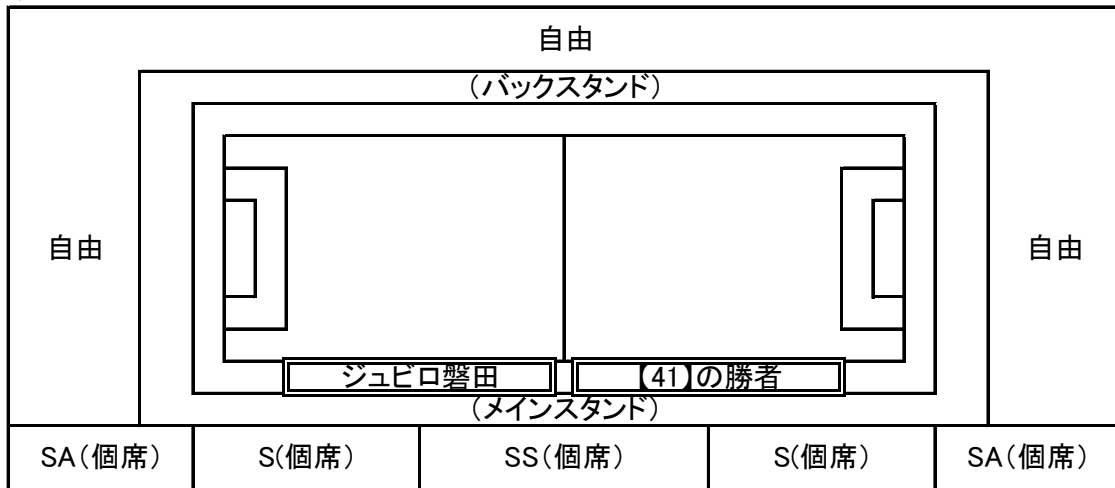 自由
(バックスタンド)
自由
自由
ジュビロ磐田
【41】の勝者
(メインスタンド)
SA(個席)
S(個席)
SS(個席)
S(個席)
SA(個席)